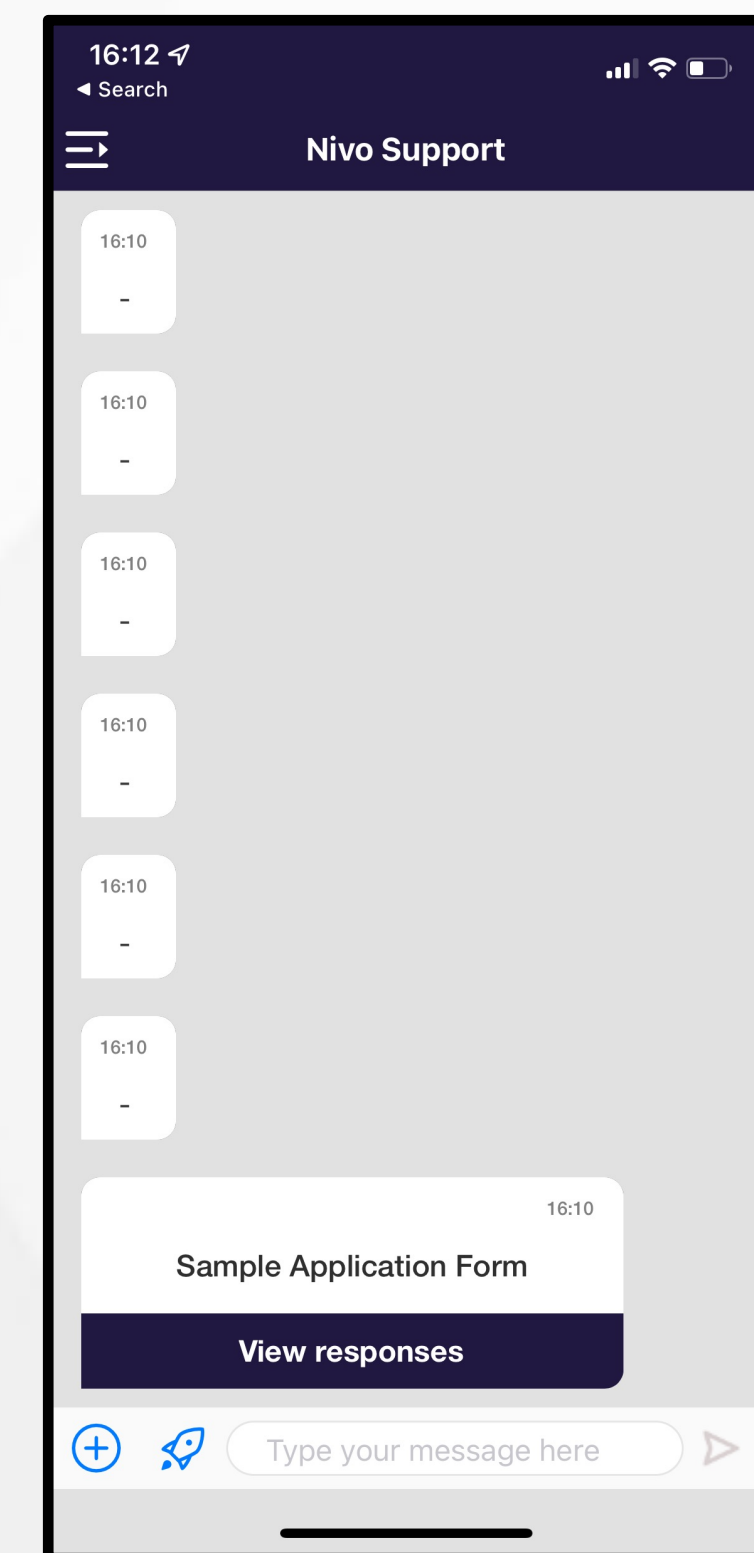 16:12
◀ Search
Nivo Support
16:10
-
16:10
-
16:10
-
16:10
-
16:10
-
16:10
-
16:10
Sample Application Form
View responses
Type your message here